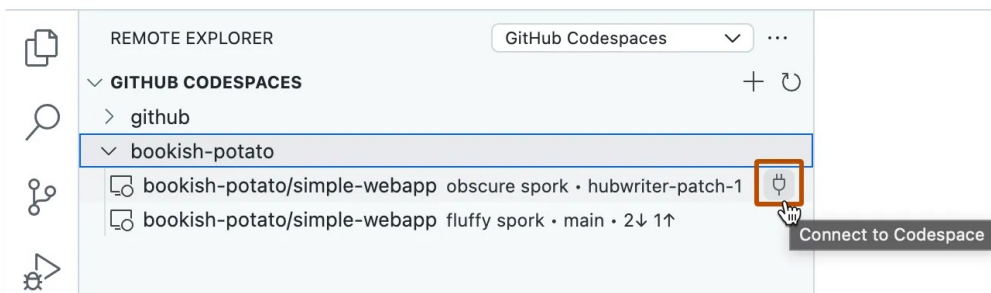 REMOTE EXPLORER GitHub Codespaces ···
GITHUB CODESPACES
github
bookish-potato
bookish-potato/simple-webapp obscure spork • hubwriter-patch-1
bookish-potato/simple-webapp fluffy spork • main • 2↓ 1↑
Connect to Codespace